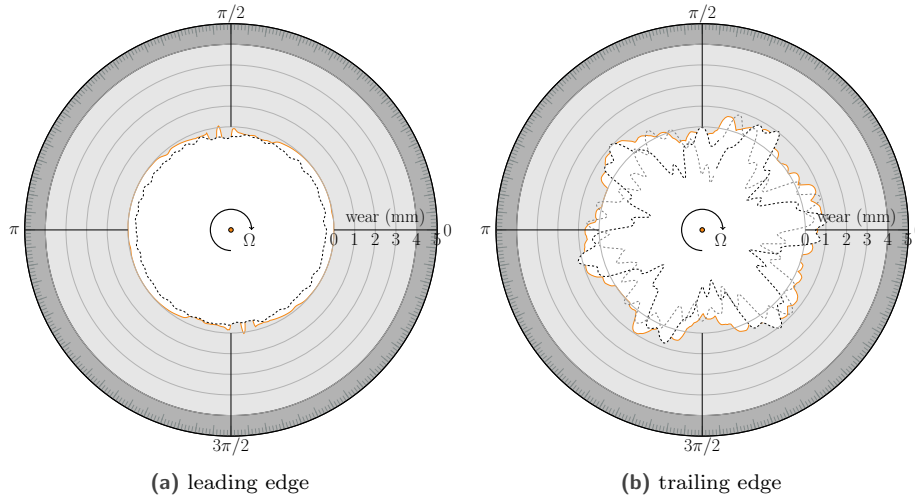 π/2 π/2
π wear (mm) 0 π wear (mm) 0
Ω 0 1 2 3 4 5 Ω 0 1 2 3 4 5
3π/2 3π/2
(a) leading edge (b) trailing edge